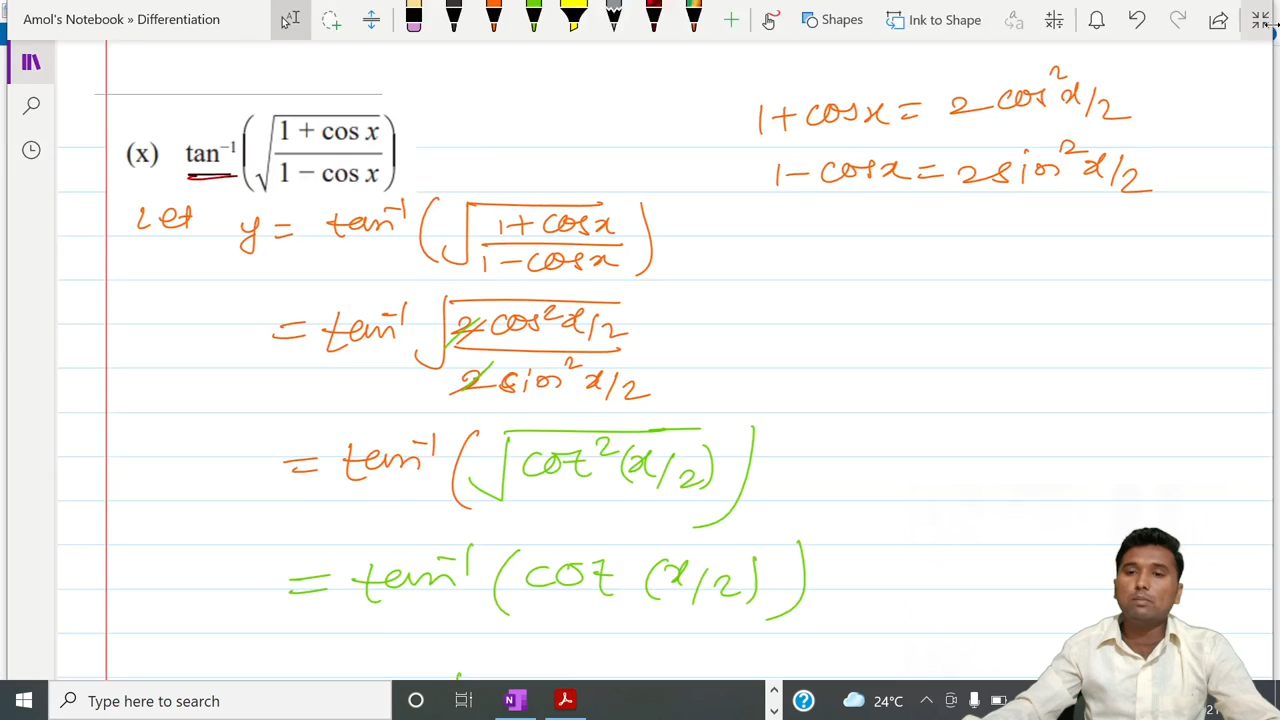 Amol's Notebook » Differentiation
Shapes
Ink to Shape
1+cosx = 2cos²x/2
1-cosx = 2sin²x/2
(x) tan⁻¹(√((1 + cos x)/(1 − cos x)))
Let y = tan⁻¹(√((1+cosx)/(1-cosx)))
= tan⁻¹ √((2cos²x/2)/(2sin²x/2))
= tan⁻¹(√(cot²(x/2)))
= tan⁻¹(cot (x/2))
Type here to search
24°C